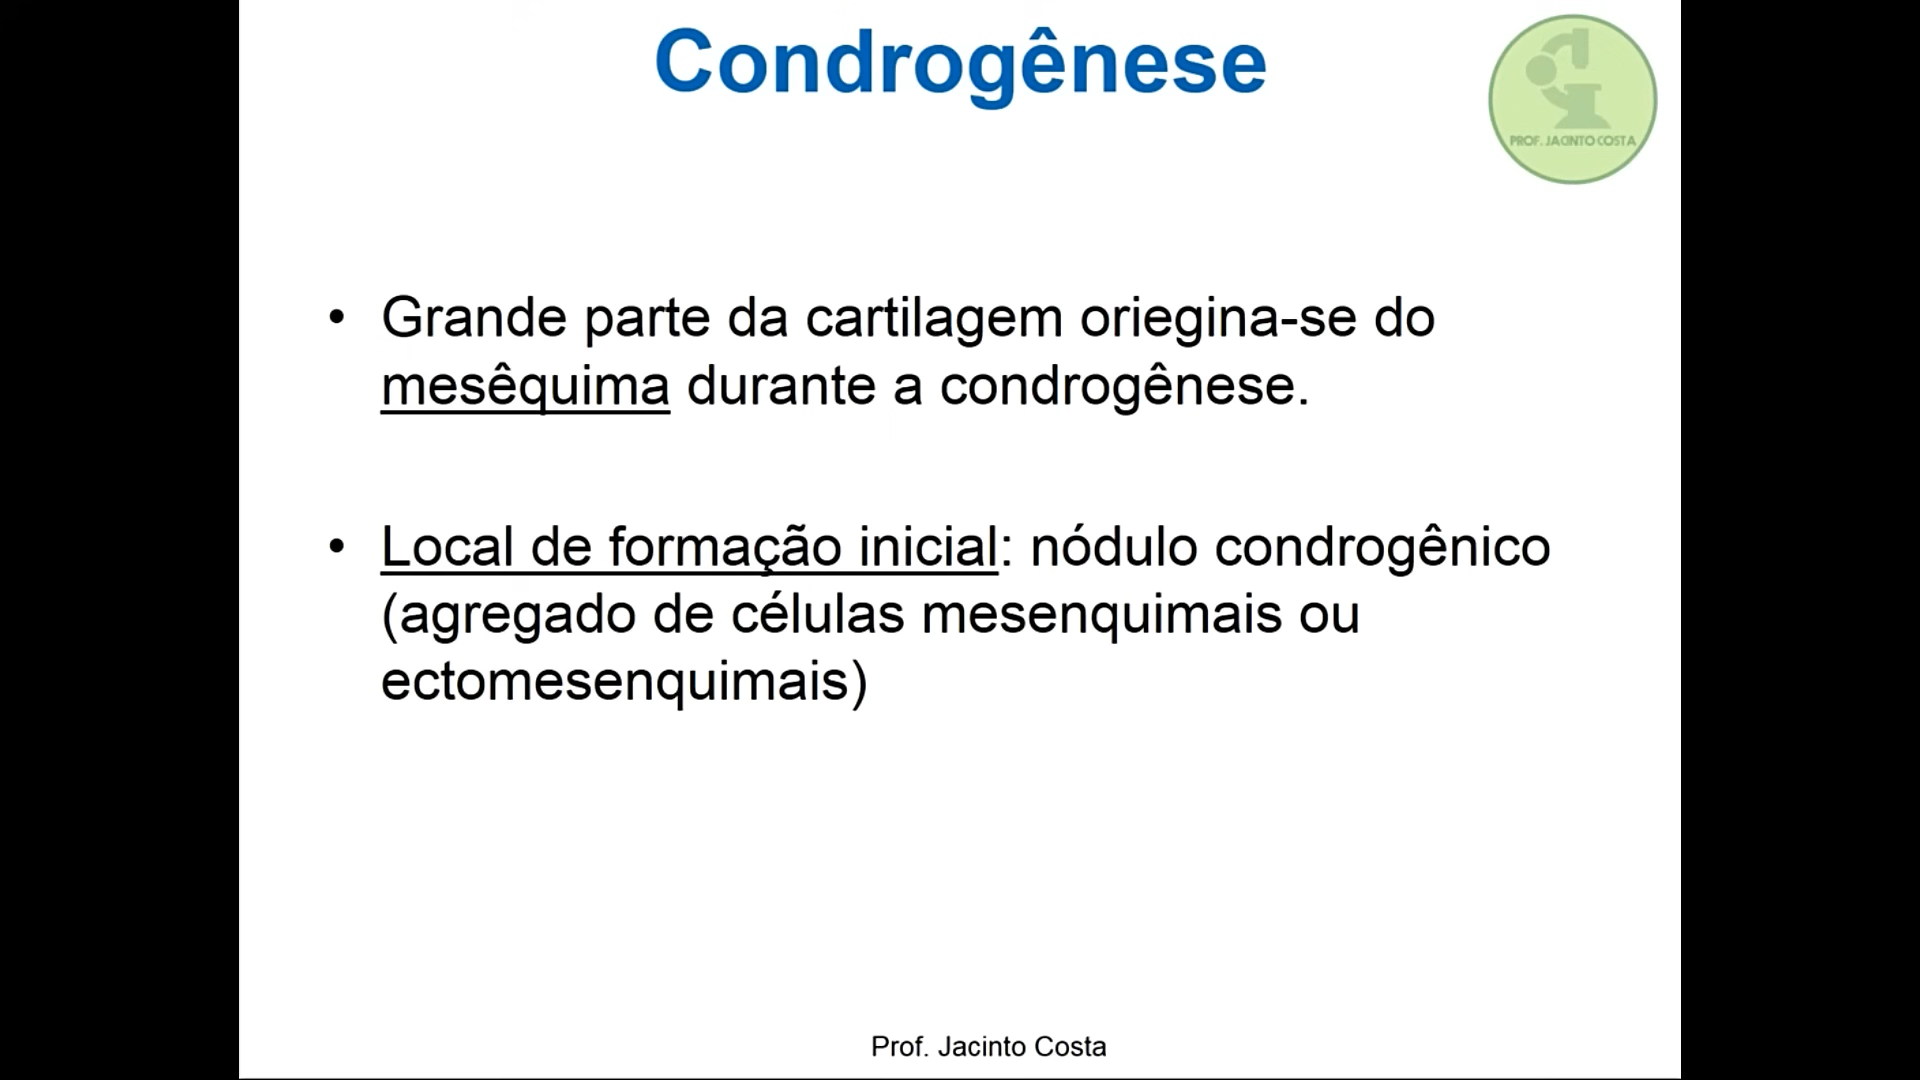 Condrogênese
PROF. JACINTO COSTA
• Grande parte da cartilagem oriegina-se do
mesêquima durante a condrogênese.
• Local de formação inicial: nódulo condrogênico
(agregado de células mesenquimais ou
ectomesenquimais)
Prof. Jacinto Costa